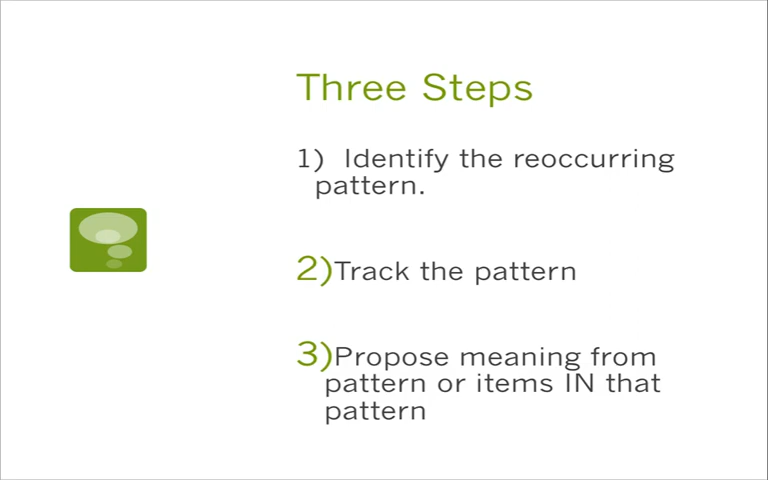 Three Steps
1) Identify the reoccurring
pattern.
2)Track the pattern
3)Propose meaning from
pattern or items IN that
pattern